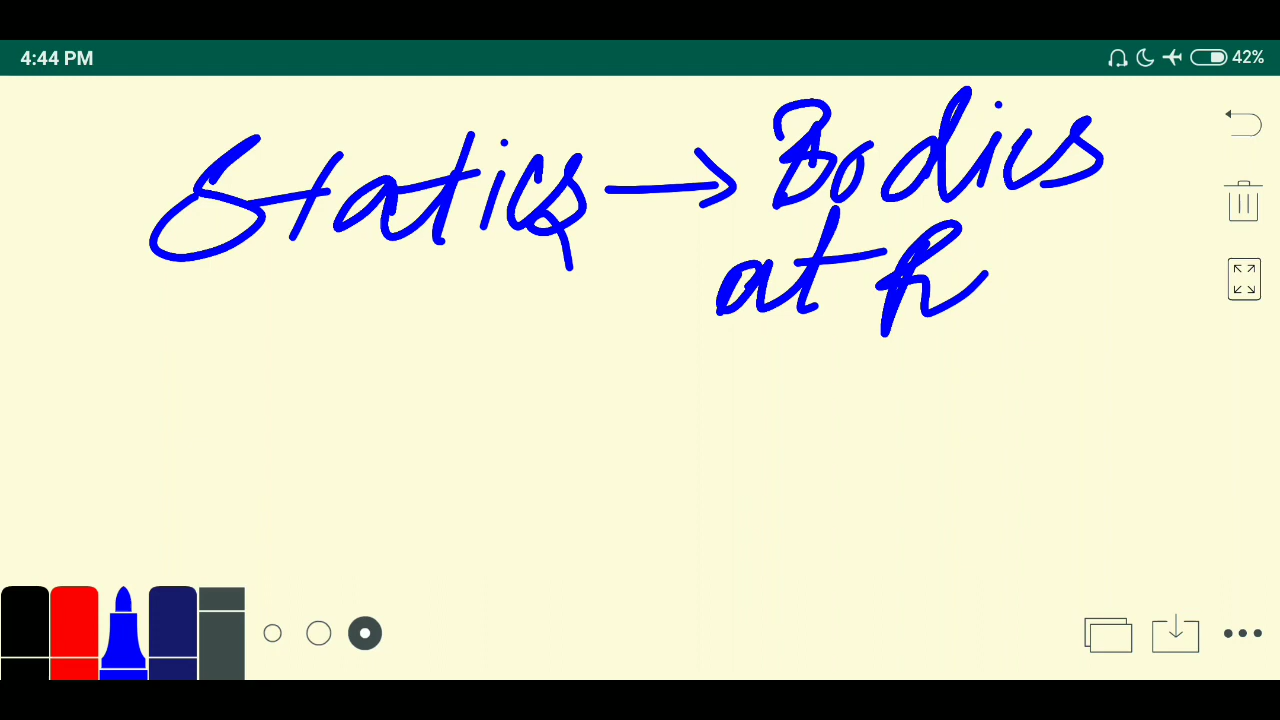 4:44 PM 42%
Statics → Bodies
at R